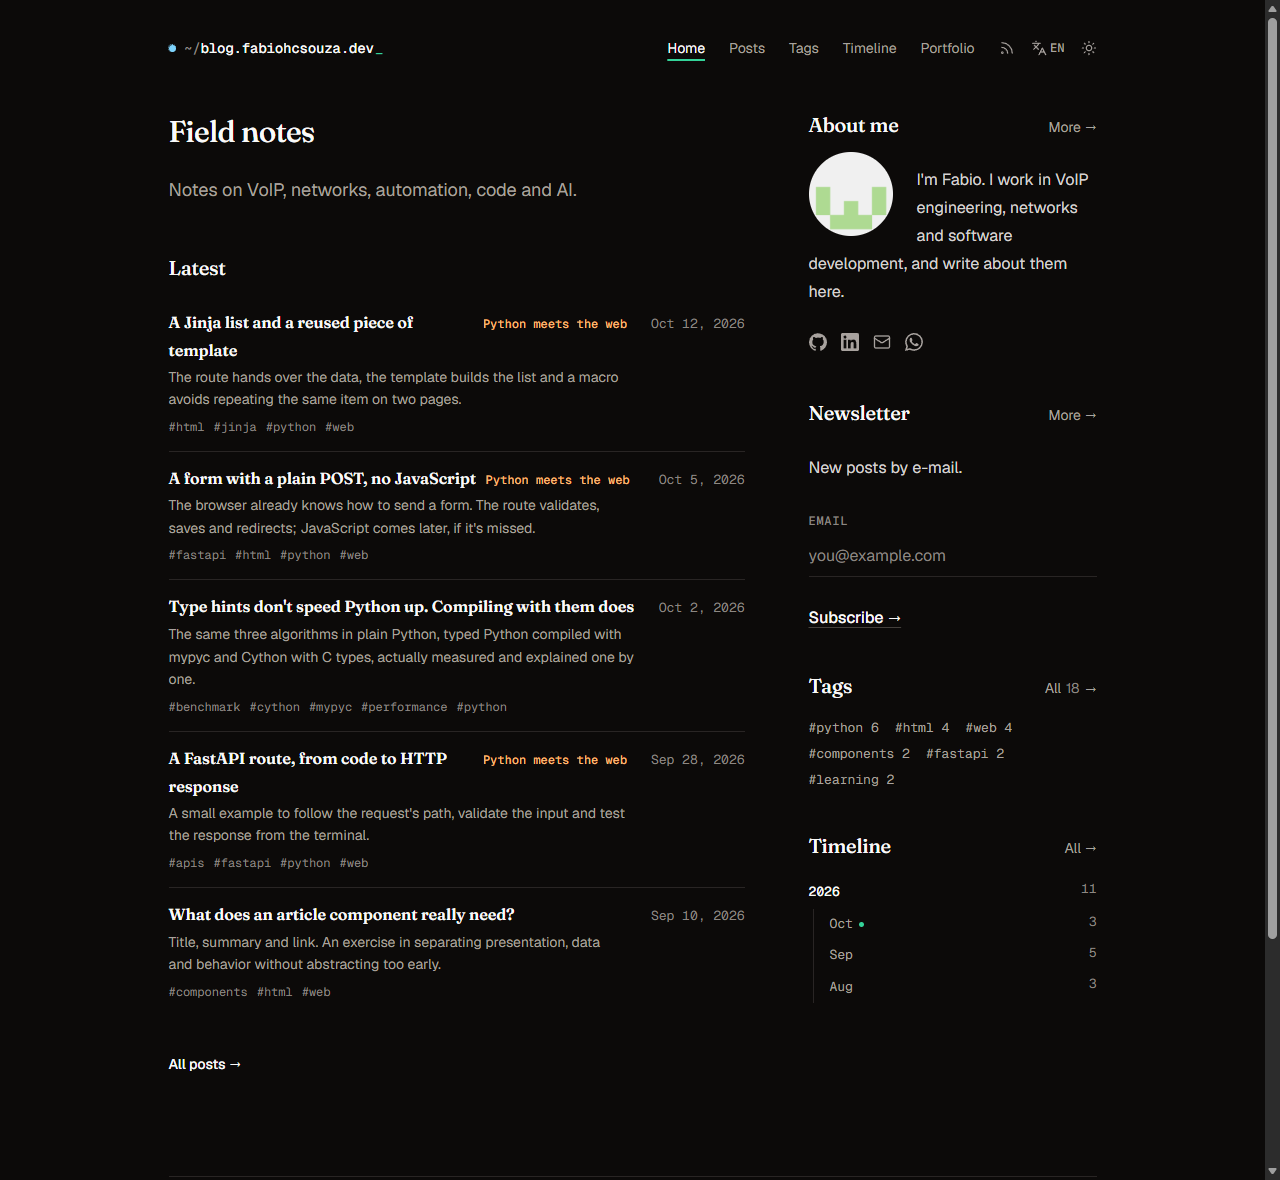 ~/blog.fabiohcsouza.dev_
Home Posts Tags Timeline Portfolio EN
Field notes
Notes on VoIP, networks, automation, code and AI.
Latest
A Jinja list and a reused piece of template
Python meets the web
Oct 12, 2026
The route hands over the data, the template builds the list and a macro
avoids repeating the same item on two pages.
#html #jinja #python #web
A form with a plain POST, no JavaScript Python meets the web Oct 5, 2026
The browser already knows how to send a form. The route validates,
saves and redirects; JavaScript comes later, if it's missed.
#fastapi #html #python #web
Type hints don't speed Python up. Compiling with them does Oct 2, 2026
The same three algorithms in plain Python, typed Python compiled with
mypyc and Cython with C types, actually measured and explained one by
one.
#benchmark #cython #mypyc #performance #python
A FastAPI route, from code to HTTP
response
Python meets the web
Sep 28, 2026
A small example to follow the request's path, validate the input and test
the response from the terminal.
#apis #fastapi #python #web
What does an article component really need? Sep 10, 2026
Title, summary and link. An exercise in separating presentation, data
and behavior without abstracting too early.
#components #html #web
All posts →
About me More →
I'm Fabio. I work in VoIP
engineering, networks
and software
development, and write about them
here.
Newsletter More →
New posts by e-mail.
EMAIL
you@example.com
Subscribe →
Tags All 18 →
#python 6 #html 4 #web 4
#components 2 #fastapi 2
#learning 2
Timeline All →
2026 11
Oct 3
Sep 5
Aug 3